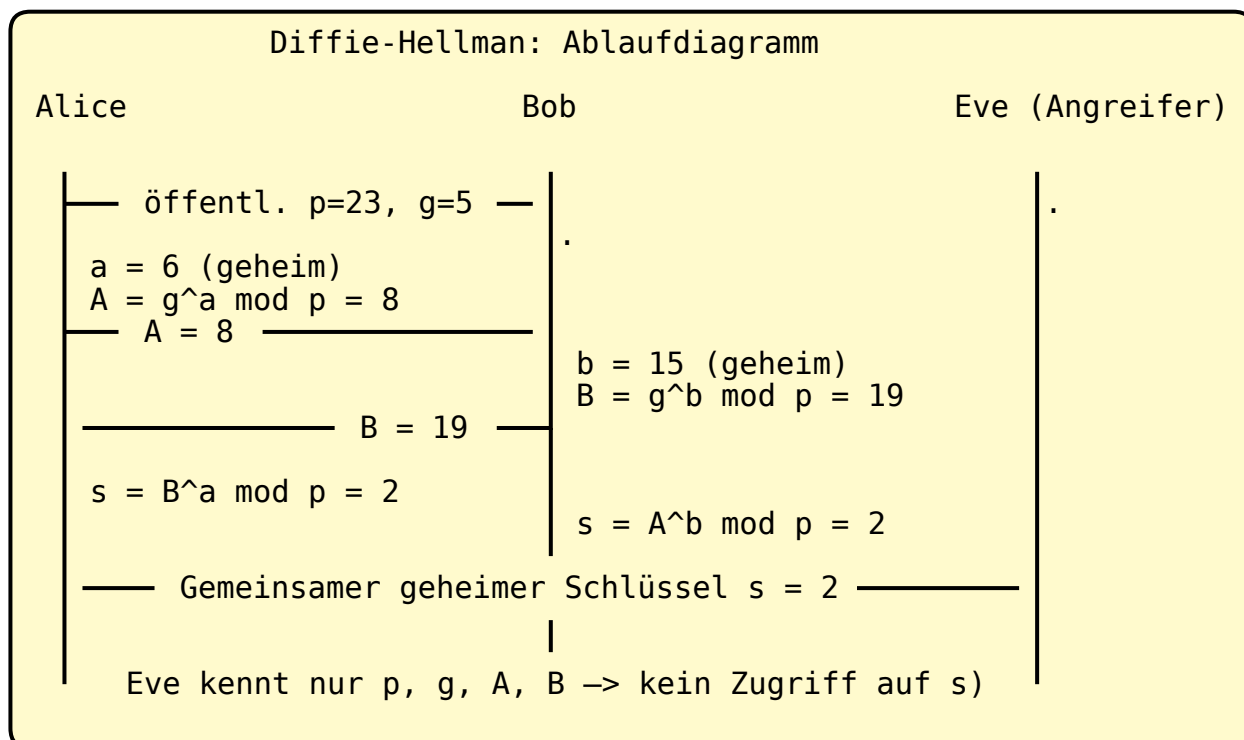 Diffie-Hellman: Ablaufdiagramm
Alice Bob Eve (Angreifer)
öffentl. p=23, g=5 .
.
a = 6 (geheim)
A = g^a mod p = 8
A = 8
b = 15 (geheim)
B = g^b mod p = 19
B = 19
s = B^a mod p = 2
s = A^b mod p = 2
Gemeinsamer geheimer Schlüssel s = 2
Eve kennt nur p, g, A, B —> kein Zugriff auf s)